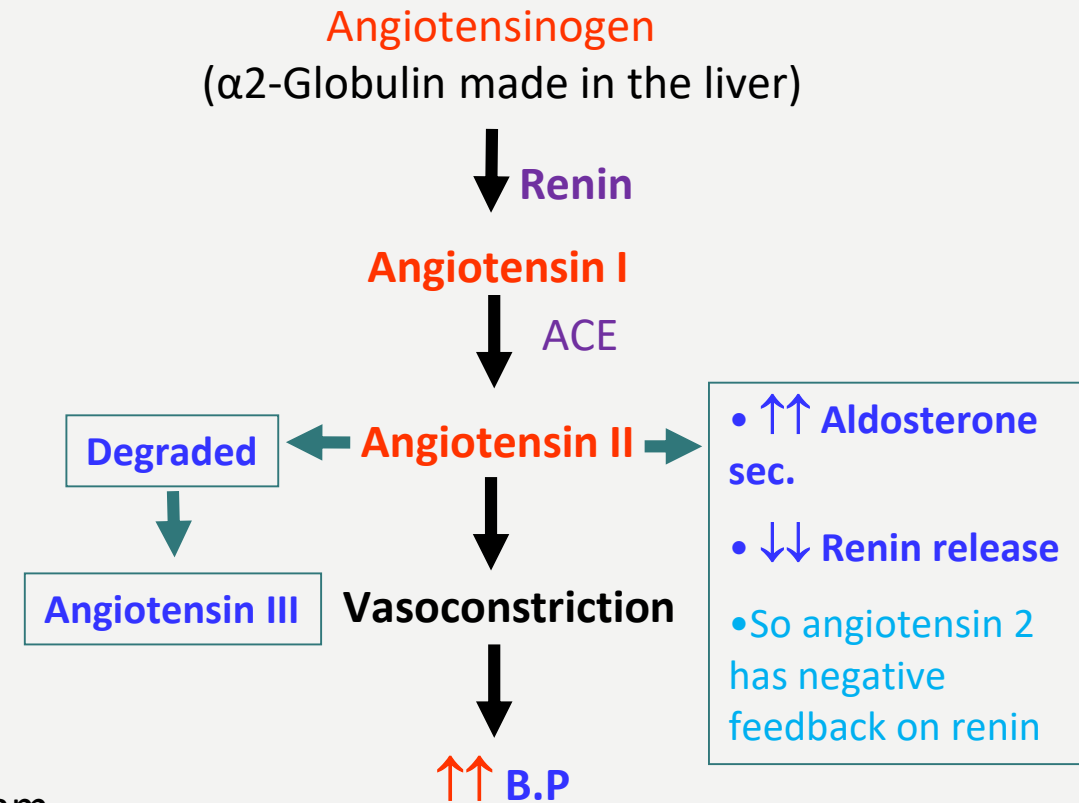 Angiotensinogen
(α2-Globulin made in the liver)
Renin
Angiotensin I
ACE
Degraded
Angiotensin II
• ↑↑ Aldosterone
sec.
• ↓↓ Renin release
•So angiotensin 2
has negative
feedback on renin
Angiotensin III
Vasoconstriction
↑↑ B.P